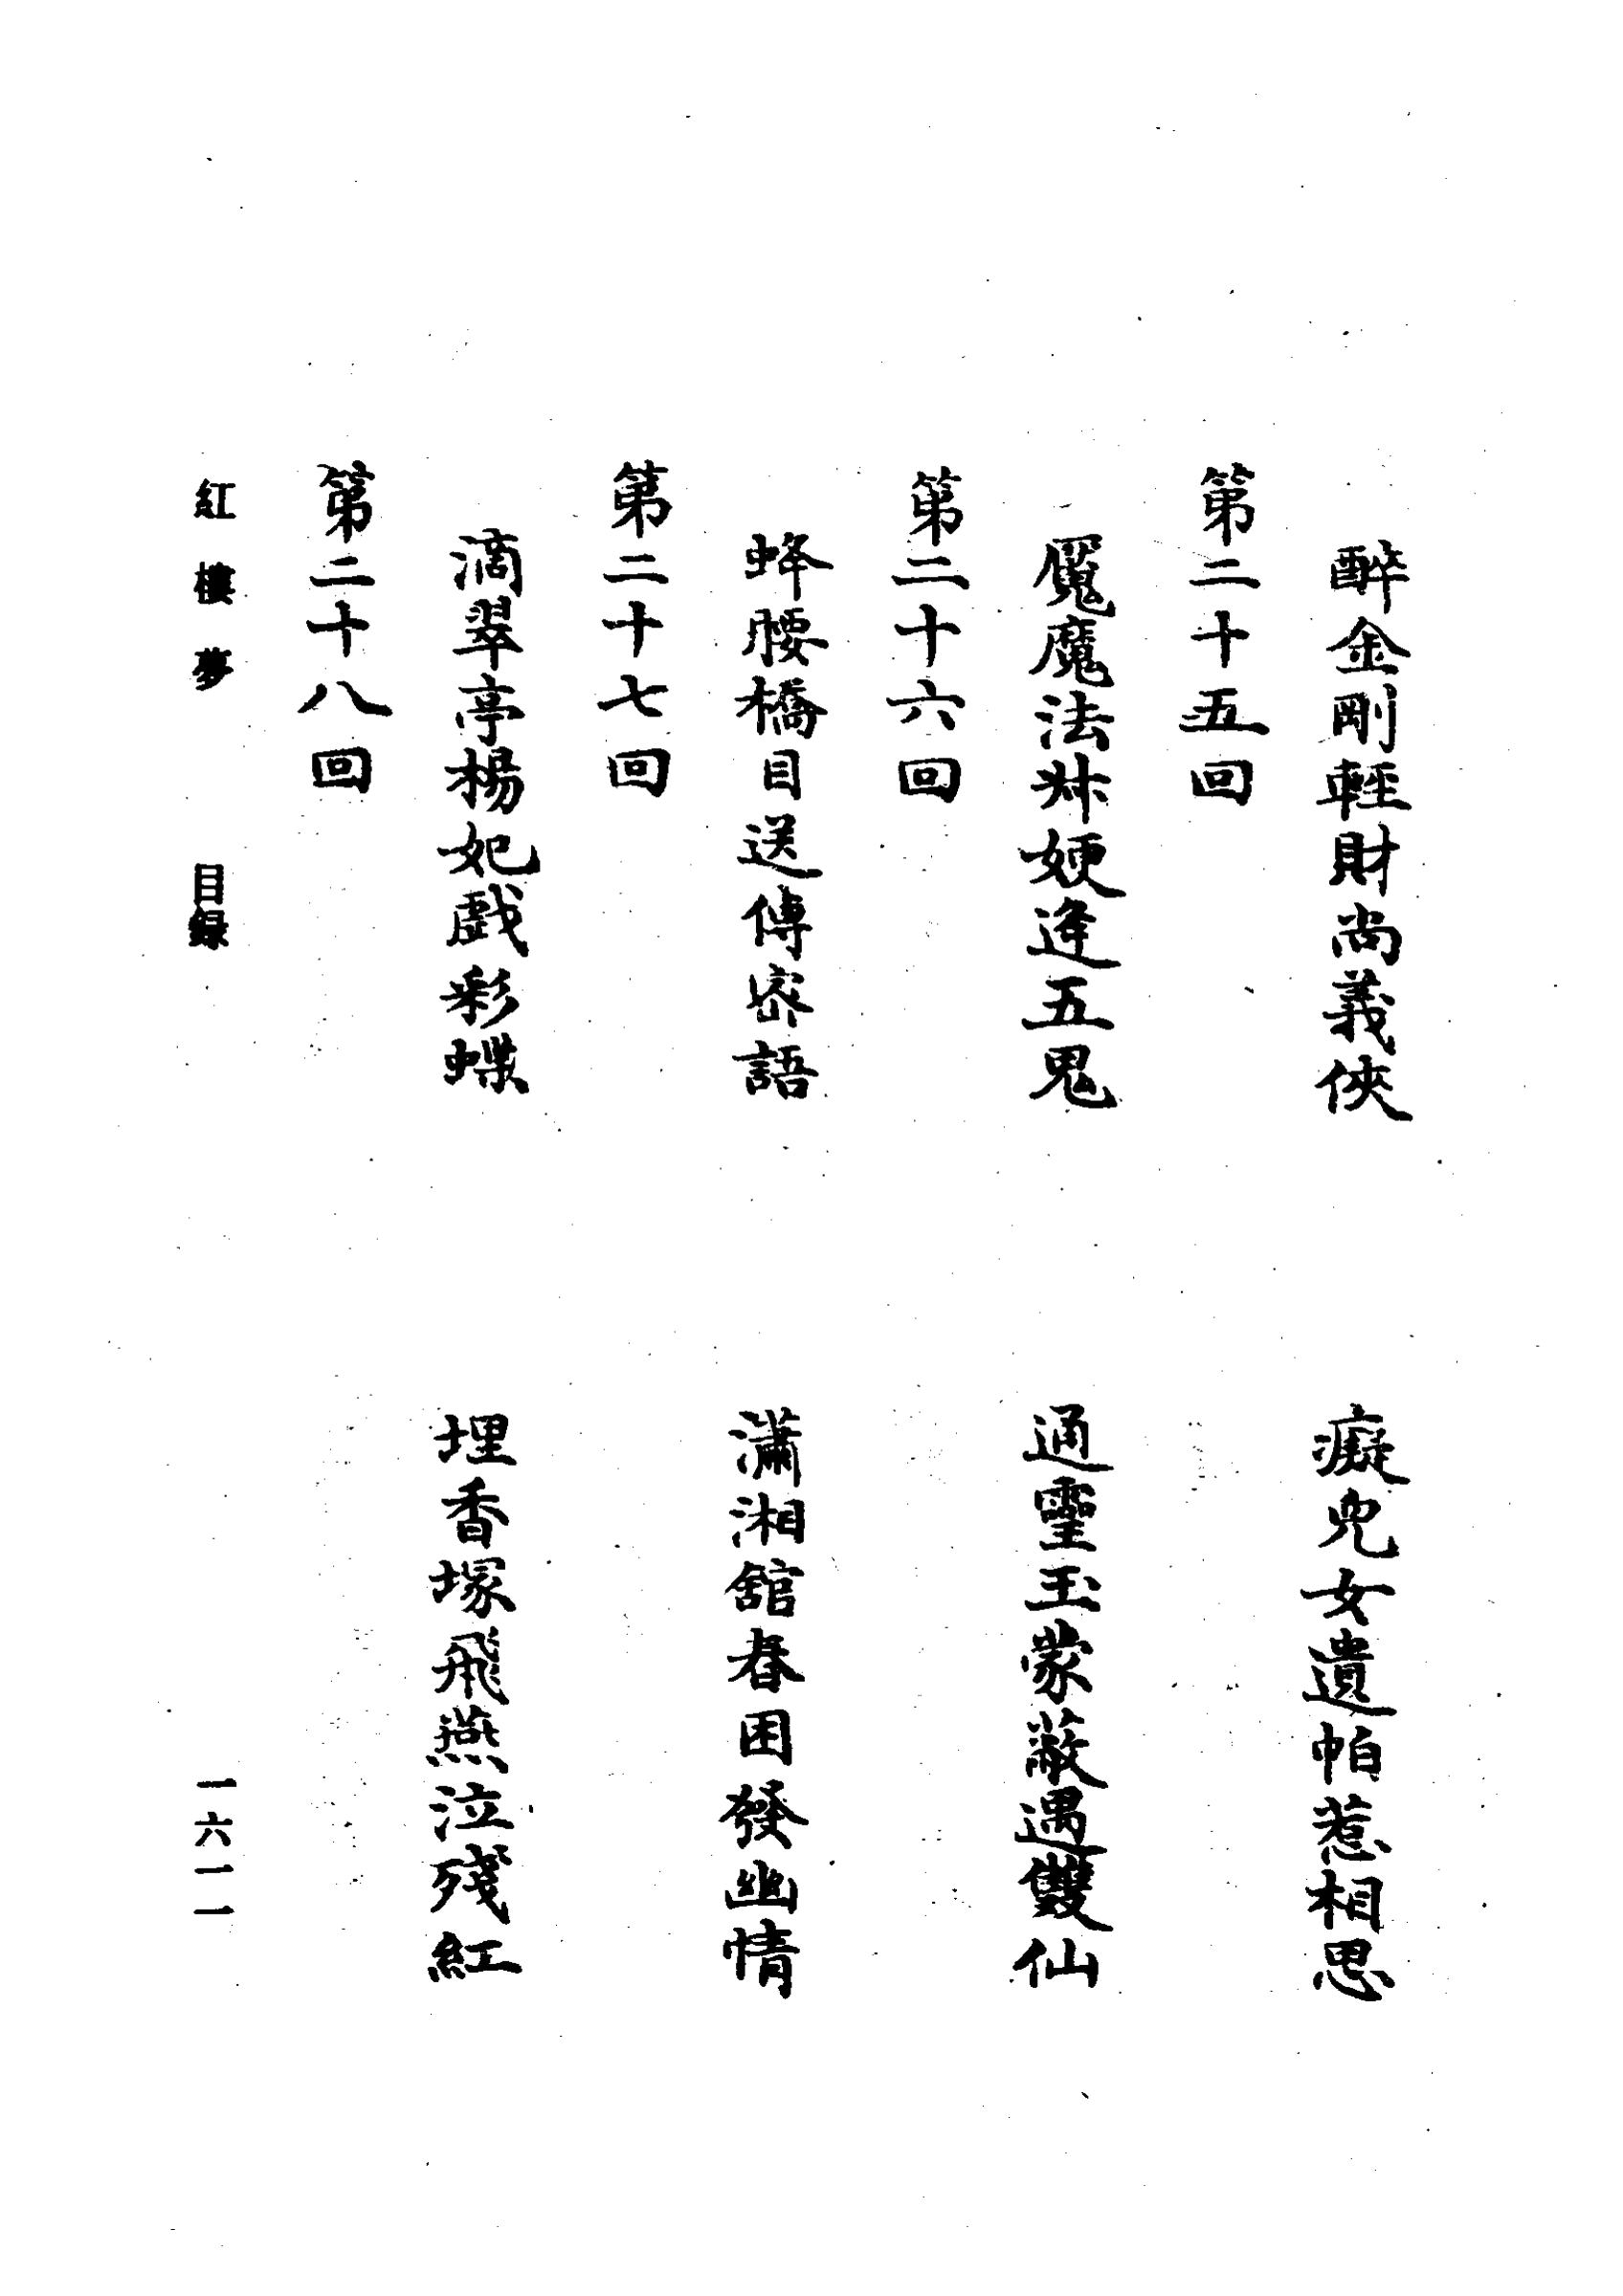 醉金剛輕財尚義俠　癡兒女遺帕惹相思
第二十五回
魘魔法姊𡚸逢五鬼　通靈玉蒙蔽遇雙仙
第二十六回
蜂腰橋目送傳密語　瀟湘舘春困發幽情
第二十七回
滴翠亭楊妃戲彩蝶　埋香塚飛燕泣殘紅
第二十八回
紅樓夢　目錄　一六一一